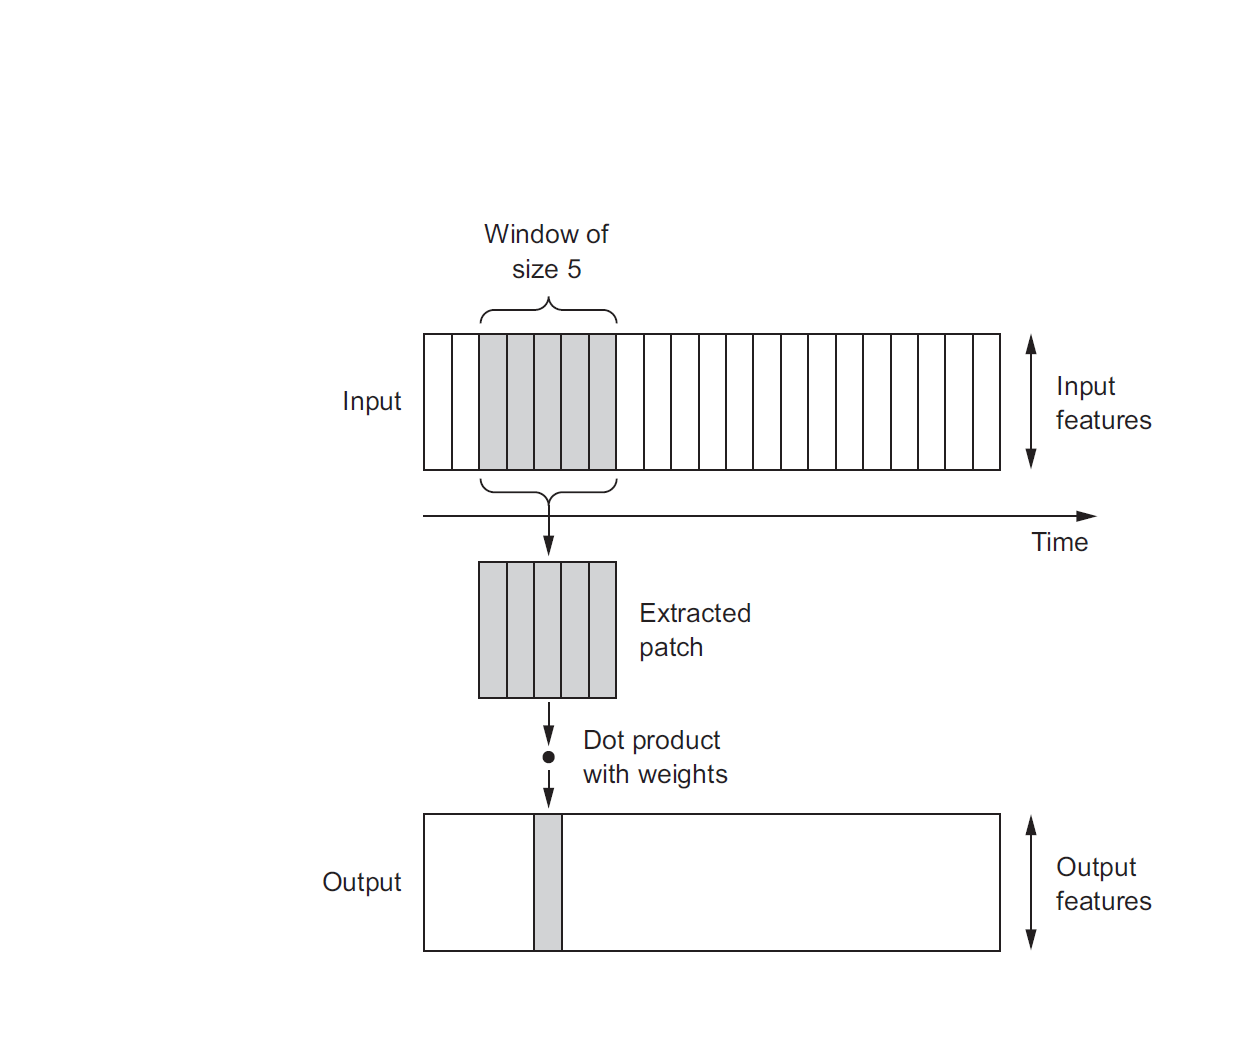 Window of
size 5
Input
Input
features
Time
Extracted
patch
Dot product
with weights
Output
Output
features